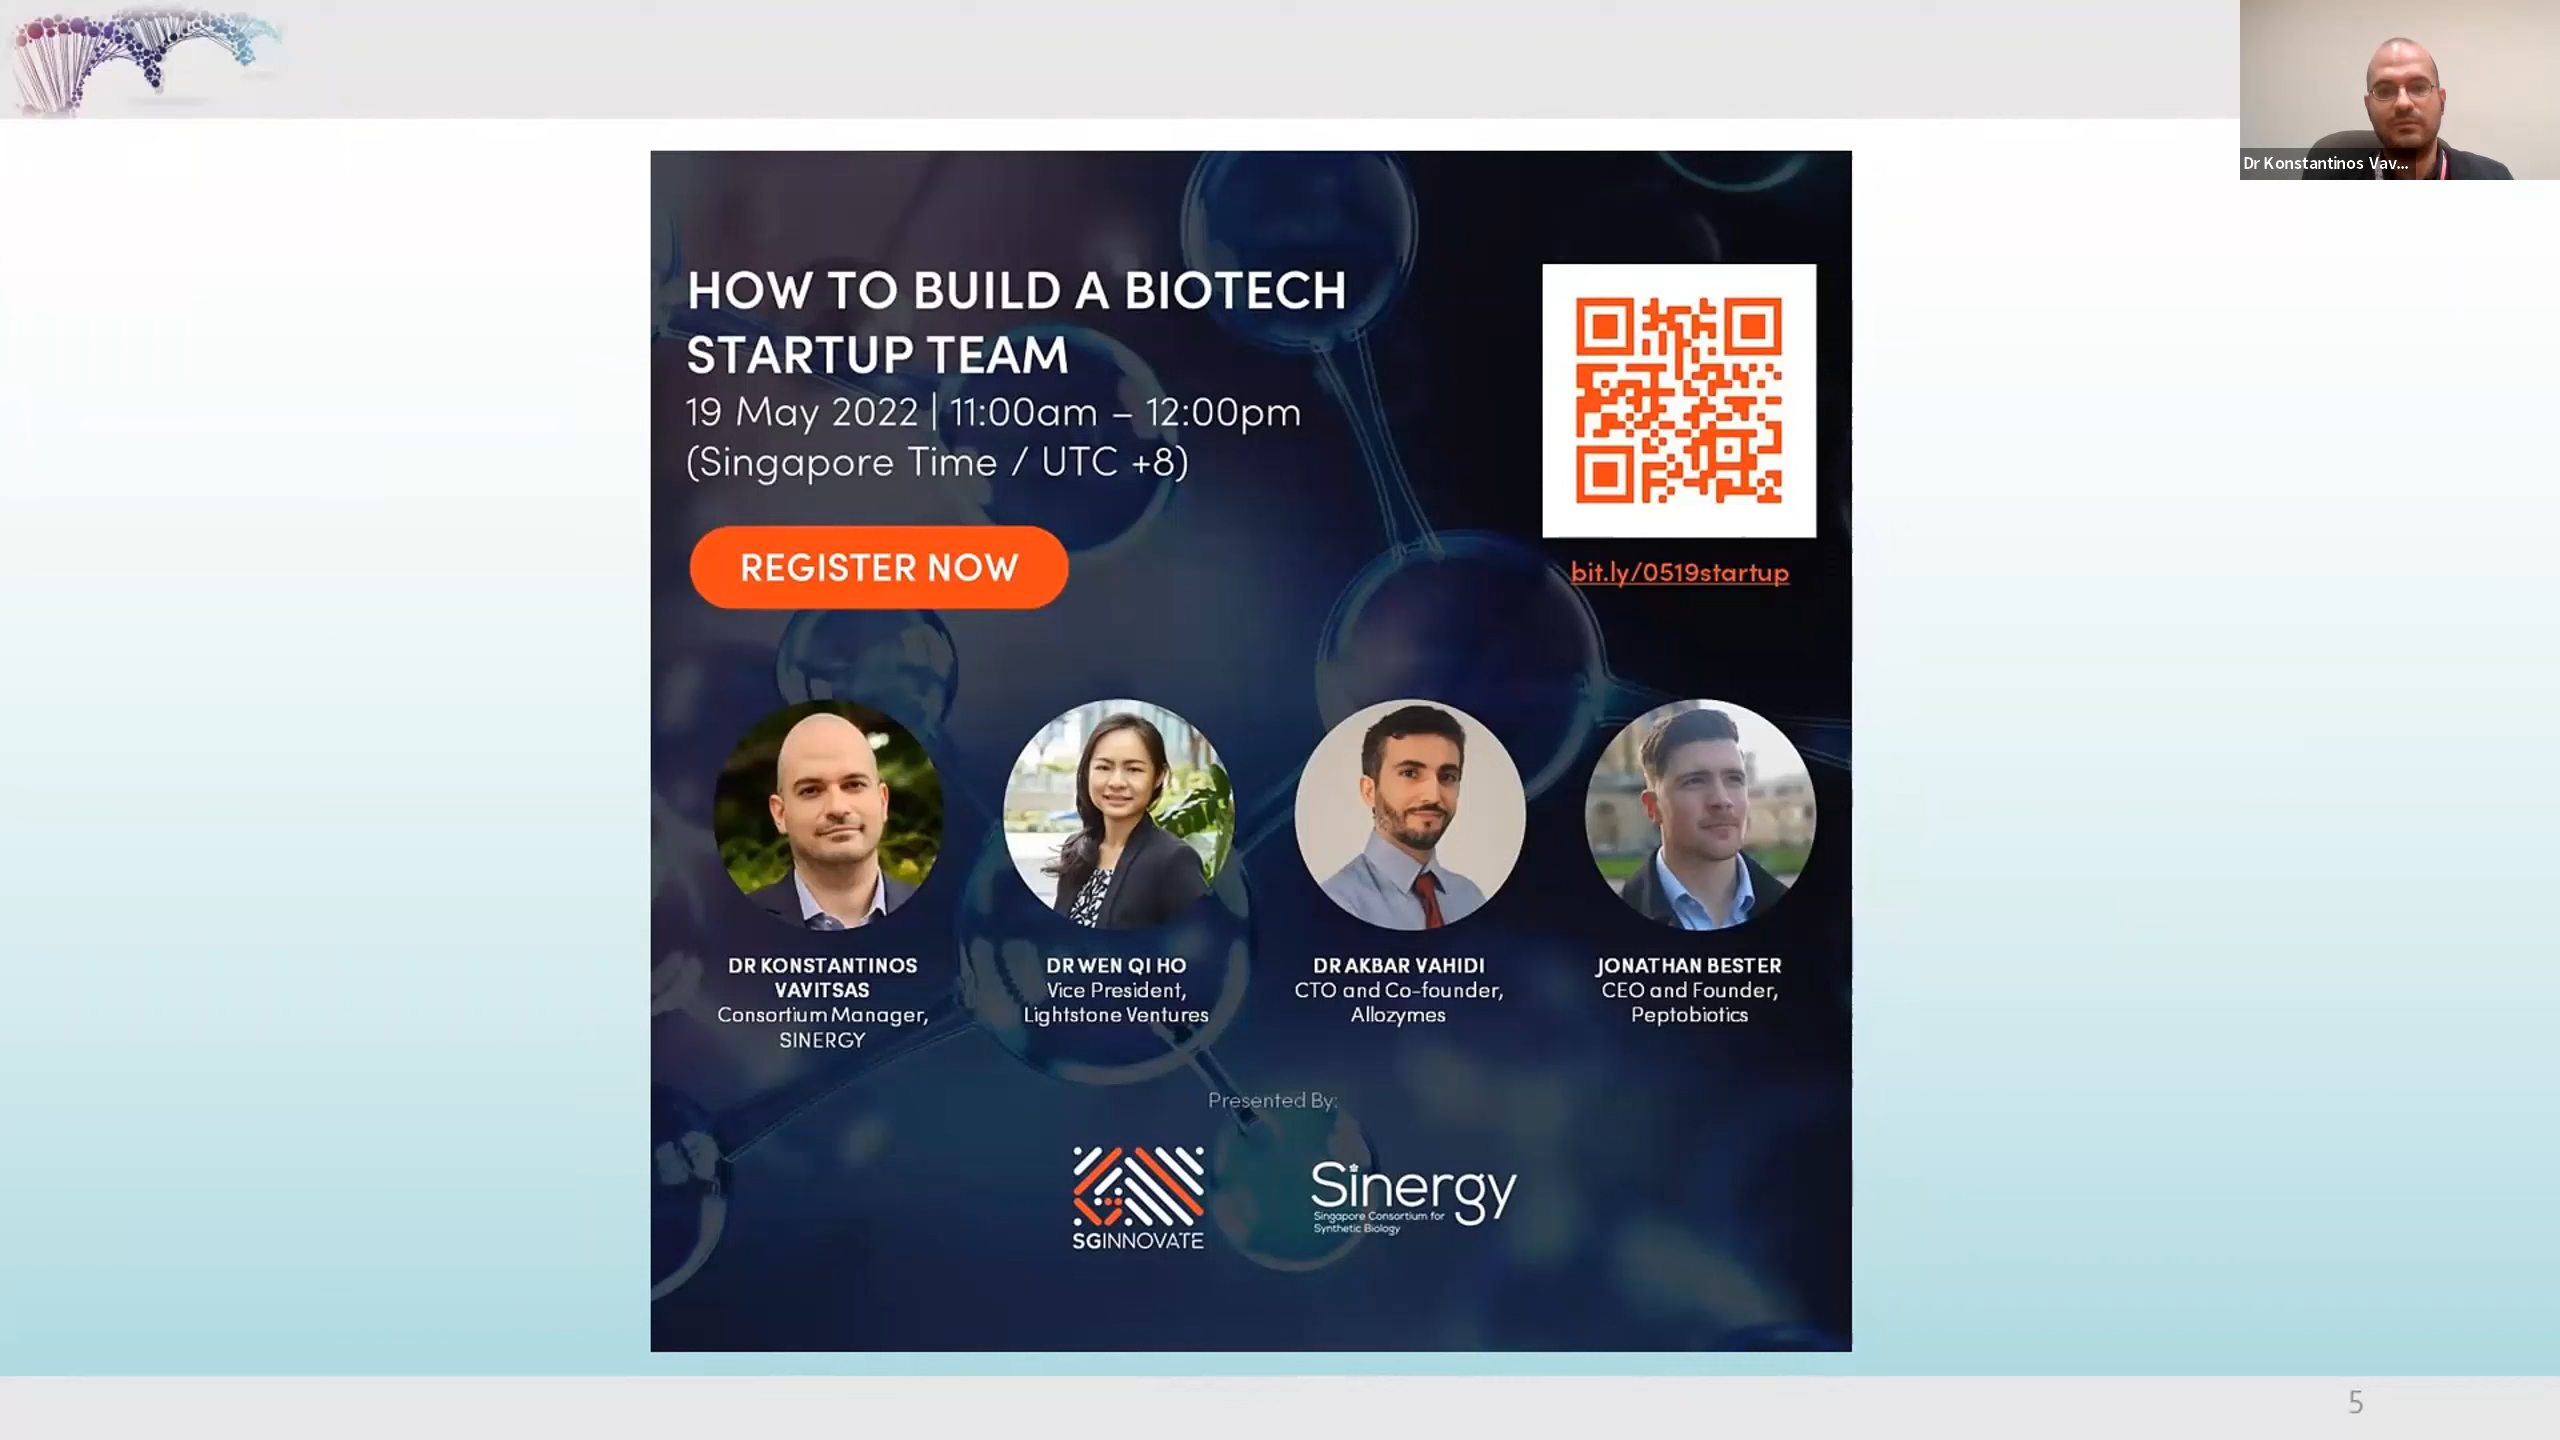 Dr Konstantinos Vav...
HOW TO BUILD A BIOTECH
STARTUP TEAM
19 May 2022 | 11:00am – 12:00pm
(Singapore Time / UTC +8)
REGISTER NOW
bit.ly/0519startup
DR KONSTANTINOS
VAVITSAS
Consortium Manager,
SINERGY
DR WEN QI HO
Vice President,
Lightstone Ventures
DR AKBAR VAHIDI
CTO and Co-founder,
Allozymes
JONATHAN BESTER
CEO and Founder,
Peptobiotics
Presented By:
SGINNOVATE
Sinergy
Singapore Consortium for
Synthetic Biology
5